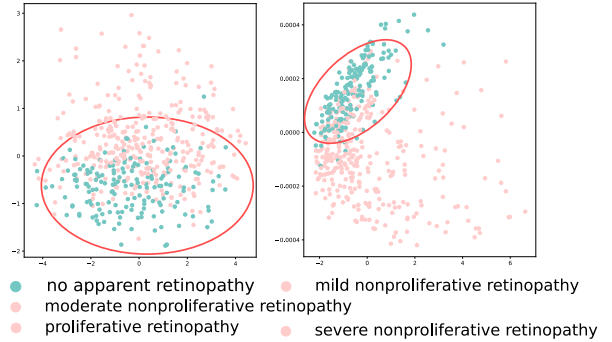 3
2
1
0
−1
−2
−4 −2 0 2 4
0.0004
0.0002
0.0000
−0.0002
−0.0004
−2 0 2 4 6
no apparent retinopathy
mild nonproliferative retinopathy
moderate nonproliferative retinopathy
proliferative retinopathy
severe nonproliferative retinopathy